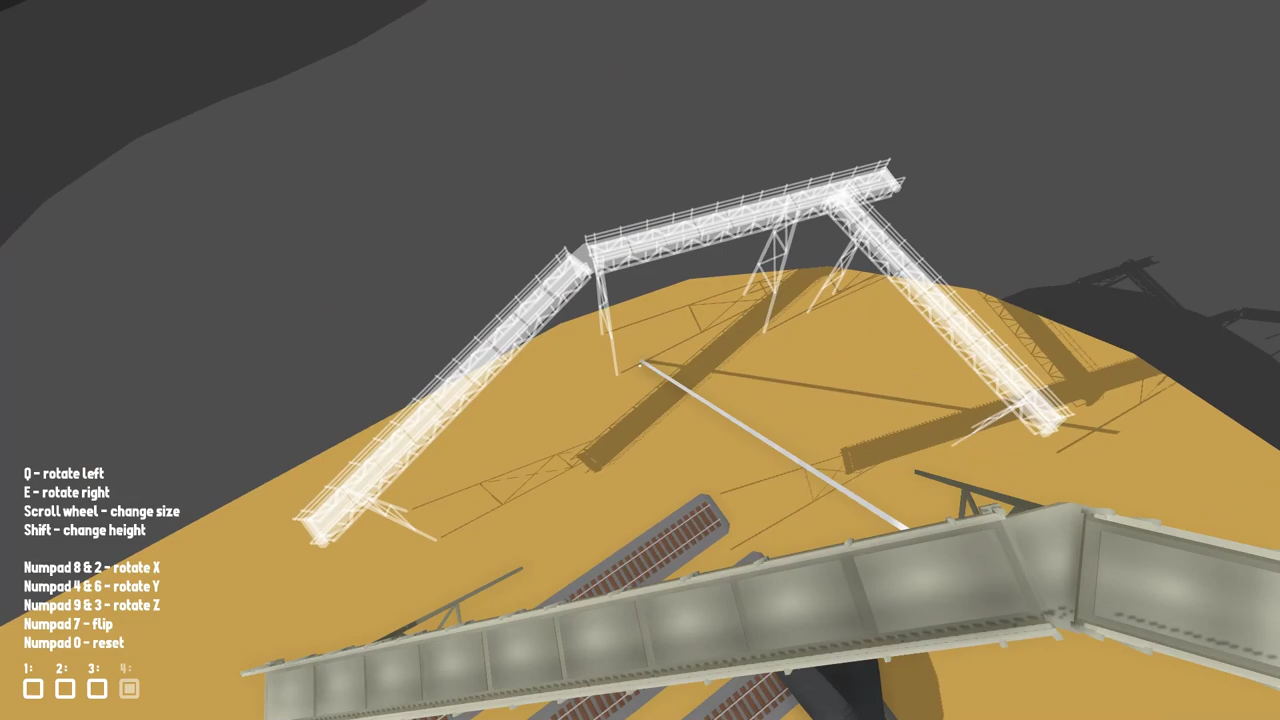 Q - rotate left
E - rotate right
Scroll wheel - change size
Shift - change height
Numpad 8 & 2 - rotate X
Numpad 4 & 6 - rotate Y
Numpad 9 & 3 - rotate Z
Numpad 7 - flip
Numpad 0 - reset
1: 2: 3: 4: